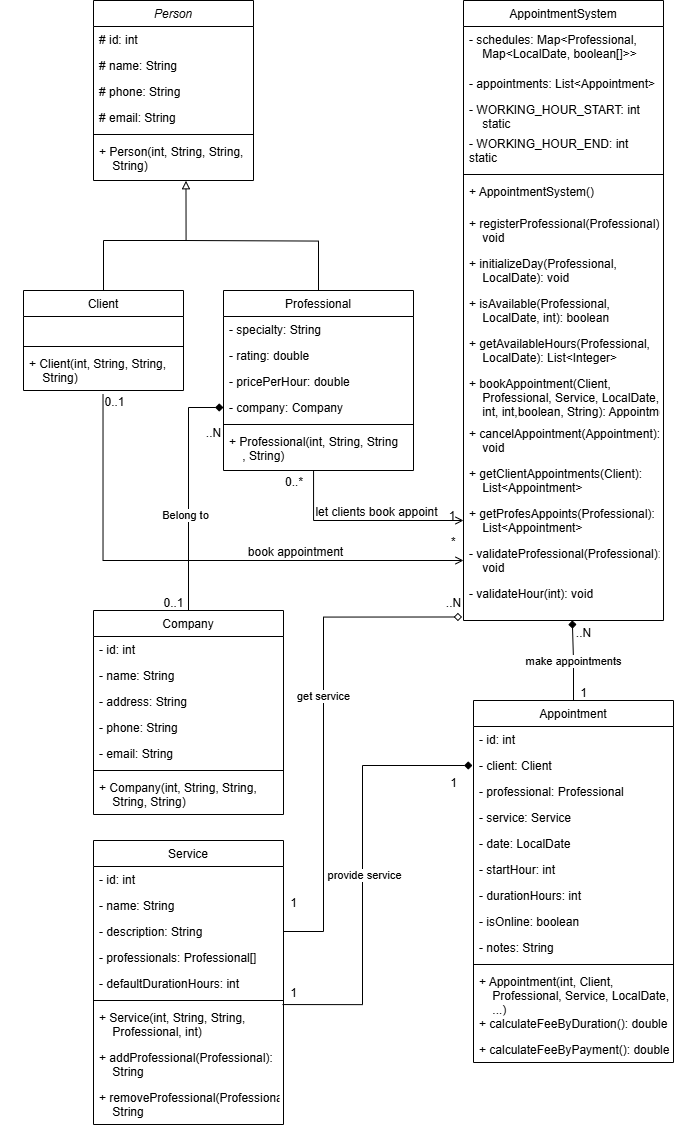 Person
# id: int
# name: String
# phone: String
# email: String
+ Person(int, String, String,
String)
AppointmentSystem
- schedules: Map<Professional,
Map<LocalDate, boolean[]>>
- appointments: List<Appointment>
- WORKING_HOUR_START: int
static
- WORKING_HOUR_END: int
static
+ AppointmentSystem()
+ registerProfessional(Professional)
void
+ initializeDay(Professional,
LocalDate): void
+ isAvailable(Professional,
LocalDate, int): boolean
+ getAvailableHours(Professional,
LocalDate): List<Integer>
+ bookAppointment(Client,
Professional, Service, LocalDate,
int, int,boolean, String): Appointm
+ cancelAppointment(Appointment):
void
+ getClientAppointments(Client):
List<Appointment>
+ getProfesAppoints(Professional):
List<Appointment>
- validateProfessional(Professional):
void
- validateHour(int): void
Client
+ Client(int, String, String,
String)
Professional
- specialty: String
- rating: double
- pricePerHour: double
- company: Company
+ Professional(int, String, String
, String)
0..1
..N
0..*
let clients book appoint
1
Belong to
*
book appointment
0..1
..N
..N
Company
- id: int
- name: String
- address: String
- phone: String
- email: String
+ Company(int, String, String,
String, String)
get service
make appointments
1
Appointment
- id: int
- client: Client
- professional: Professional
- service: Service
- date: LocalDate
- startHour: int
- durationHours: int
- isOnline: boolean
- notes: String
+ Appointment(int, Client,
Professional, Service, LocalDate,
...)
+ calculateFeeByDuration(): double
+ calculateFeeByPayment(): double
1
provide service
Service
- id: int
- name: String
- description: String
- professionals: Professional[]
- defaultDurationHours: int
+ Service(int, String, String,
Professional, int)
+ addProfessional(Professional):
String
+ removeProfessional(Professiona
String
1
1